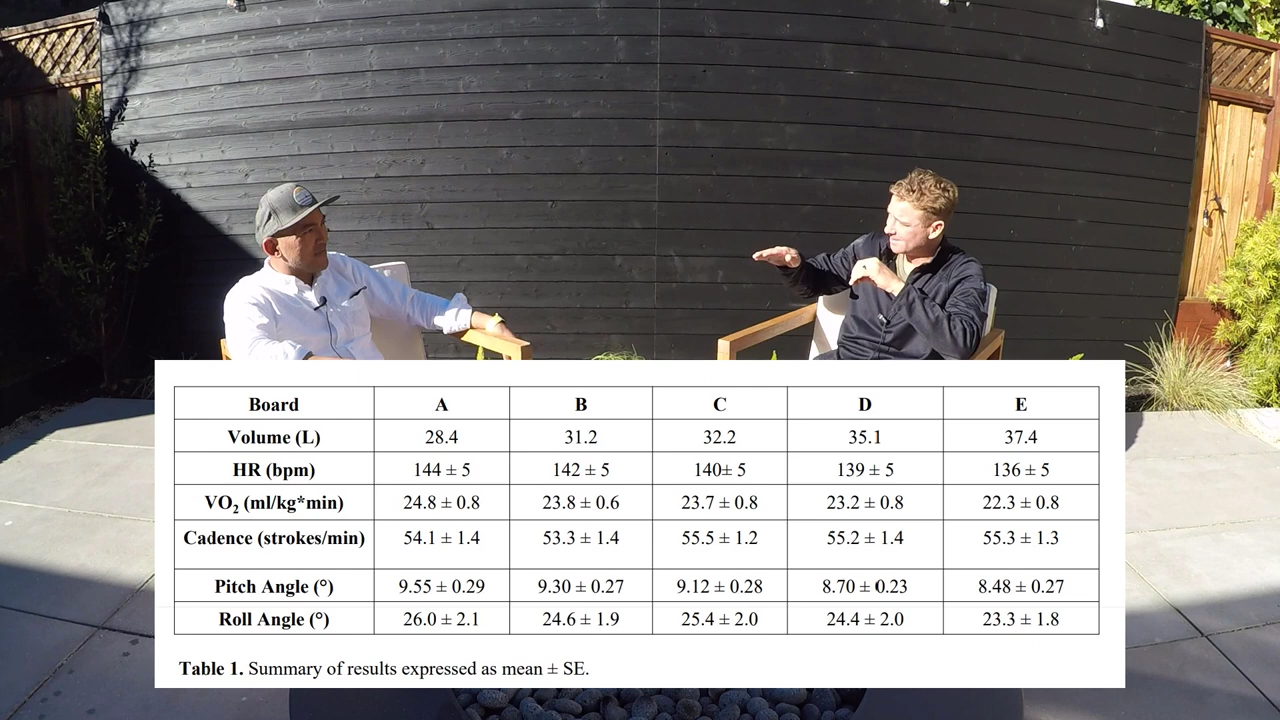 Board A B C D E
Volume (L) 28.4 31.2 32.2 35.1 37.4
HR (bpm) 144 ± 5 142 ± 5 140± 5 139 ± 5 136 ± 5
VO₂ (ml/kg*min) 24.8 ± 0.8 23.8 ± 0.6 23.7 ± 0.8 23.2 ± 0.8 22.3 ± 0.8
Cadence (strokes/min) 54.1 ± 1.4 53.3 ± 1.4 55.5 ± 1.2 55.2 ± 1.4 55.3 ± 1.3
Pitch Angle (°) 9.55 ± 0.29 9.30 ± 0.27 9.12 ± 0.28 8.70 ± 0.23 8.48 ± 0.27
Roll Angle (°) 26.0 ± 2.1 24.6 ± 1.9 25.4 ± 2.0 24.4 ± 2.0 23.3 ± 1.8
Table 1. Summary of results expressed as mean ± SE.